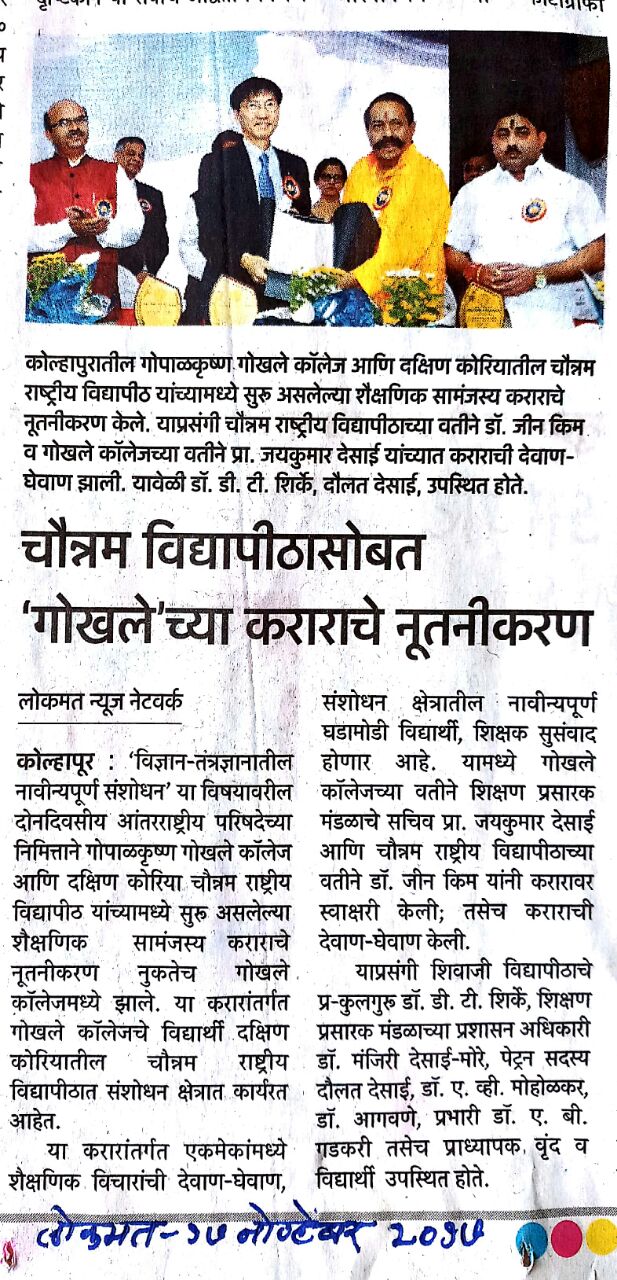 कोल्हापुरातील गोपाळकृष्ण गोखले कॉलेज आणि दक्षिण कोरियातील चौन्नम
राष्ट्रीय विद्यापीठ यांच्यामध्ये सुरू असलेल्या शैक्षणिक सामंजस्य कराराचे
नूतनीकरण केले. याप्रसंगी चौन्नम राष्ट्रीय विद्यापीठाच्या वतीने डॉ. जीन किम
व गोखले कॉलेजच्या वतीने प्रा. जयकुमार देसाई यांच्यात कराराची देवाण-
घेवाण झाली. यावेळी डॉ. डी. टी. शिर्के, दौलत देसाई, उपस्थित होते.
चौन्नम विद्यापीठासोबत
‘गोखले’च्या कराराचे नूतनीकरण
लोकमत न्यूज नेटवर्क
कोल्हापूर : ‘विज्ञान-तंत्रज्ञानातील
नावीन्यपूर्ण संशोधन’ या विषयावरील
दोनदिवसीय आंतरराष्ट्रीय परिषदेच्या
निमित्ताने गोपाळकृष्ण गोखले कॉलेज
आणि दक्षिण कोरिया चौन्नम राष्ट्रीय
विद्यापीठ यांच्यामध्ये सुरू असलेल्या
शैक्षणिक सामंजस्य कराराचे
नूतनीकरण नुकतेच गोखले
कॉलेजमध्ये झाले. या करारांतर्गत
गोखले कॉलेजचे विद्यार्थी दक्षिण
कोरियातील चौन्नम राष्ट्रीय
विद्यापीठात संशोधन क्षेत्रात कार्यरत
आहेत.
या करारांतर्गत एकमेकांमध्ये
शैक्षणिक विचारांची देवाण-घेवाण,
संशोधन क्षेत्रातील नावीन्यपूर्ण
घडामोडी विद्यार्थी, शिक्षक सुसंवाद
होणार आहे. यामध्ये गोखले
कॉलेजच्या वतीने शिक्षण प्रसारक
मंडळाचे सचिव प्रा. जयकुमार देसाई
आणि चौन्नम राष्ट्रीय विद्यापीठाच्या
वतीने डॉ. जीन किम यांनी करारावर
स्वाक्षरी केली; तसेच कराराची
देवाण-घेवाण केली.
याप्रसंगी शिवाजी विद्यापीठाचे
प्र-कुलगुरू डॉ. डी. टी. शिर्के, शिक्षण
प्रसारक मंडळाच्या प्रशासन अधिकारी
डॉ. मंजिरी देसाई-मोरे, पेट्रन सदस्य
दौलत देसाई, डॉ. ए. व्ही. मोहोळकर,
डॉ. आगवणे, प्रभारी डॉ. ए. बी.
गडकरी तसेच प्राध्यापक वृंद व
विद्यार्थी उपस्थित होते.
लोकमत - १७ नोव्हेंबर २०१७